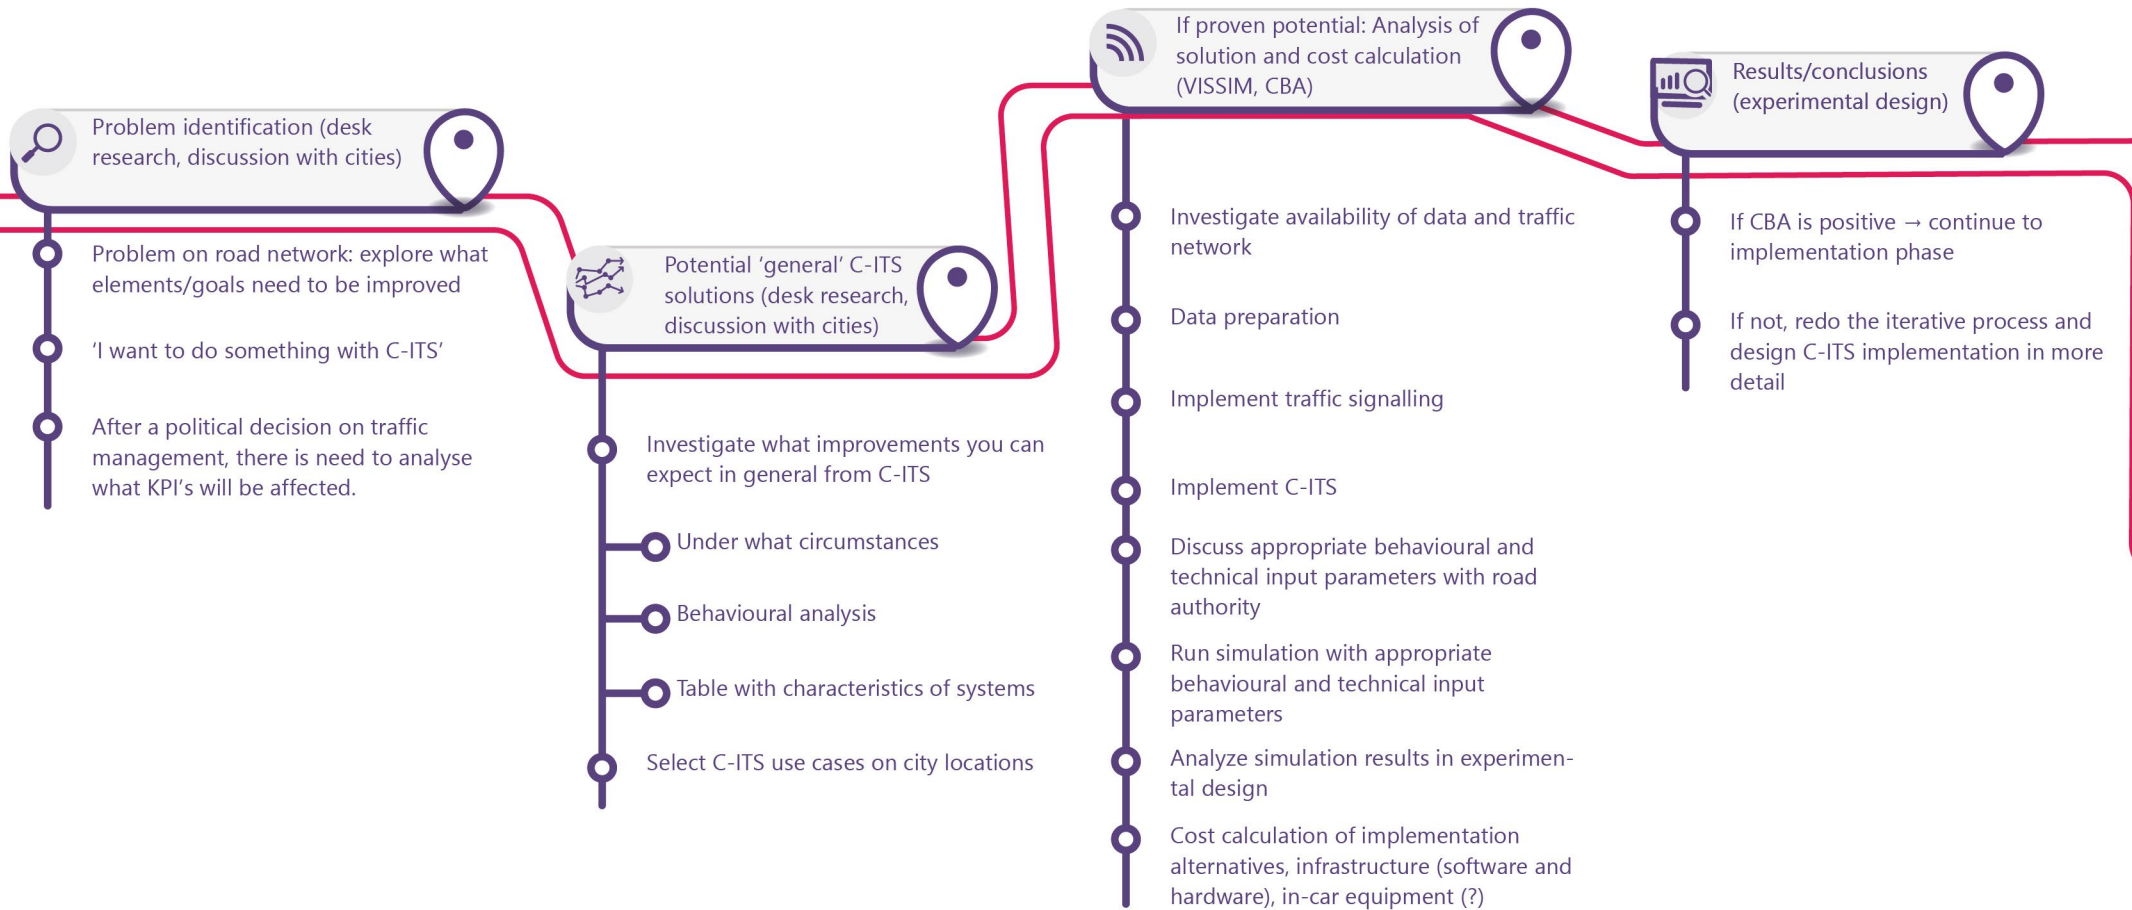 Problem identification (desk
research, discussion with cities)
Problem on road network: explore what
elements/goals need to be improved
‘I want to do something with C-ITS’
After a political decision on traffic
management, there is need to analyse
what KPI’s will be affected.
Potential ‘general’ C-ITS
solutions (desk research,
discussion with cities)
Investigate what improvements you can
expect in general from C-ITS
Under what circumstances
Behavioural analysis
Table with characteristics of systems
Select C-ITS use cases on city locations
If proven potential: Analysis of
solution and cost calculation
(VISSIM, CBA)
Investigate availability of data and traffic
network
Data preparation
Implement traffic signalling
Implement C-ITS
Discuss appropriate behavioural and
technical input parameters with road
authority
Run simulation with appropriate
behavioural and technical input
parameters
Analyze simulation results in experimen-
tal design
Cost calculation of implementation
alternatives, infrastructure (software and
hardware), in-car equipment (?)
Results/conclusions
(experimental design)
If CBA is positive → continue to
implementation phase
If not, redo the iterative process and
design C-ITS implementation in more
detail